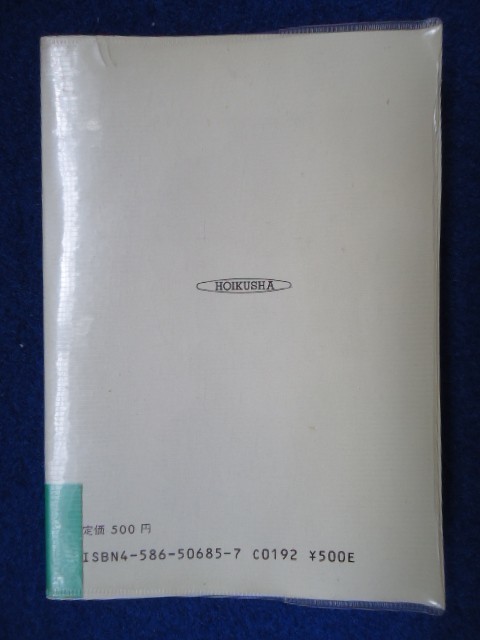 HOIKUSHA
定価 500 円
ISBN4-586-50685-7 C0192 ¥500E